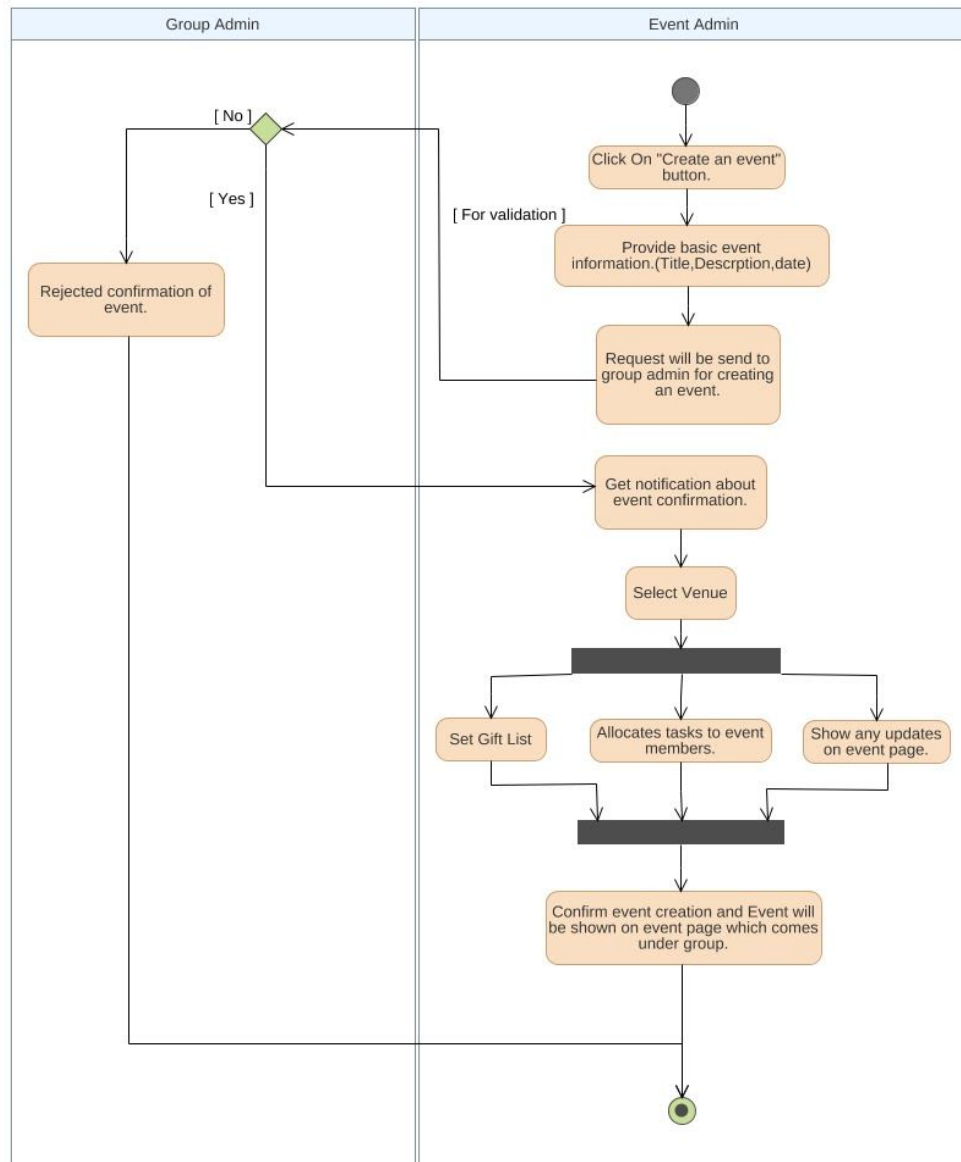 Group Admin
Event Admin
[ No ]
Click On "Create an event"
button.
[ Yes ]
[ For validation ]
Provide basic event
information.(Title,Descrption,date)
Rejected confirmation of
event.
Request will be send to
group admin for creating
an event.
Get notification about
event confirmation.
Select Venue
Set Gift List
Allocates tasks to event
members.
Show any updates
on event page.
Confirm event creation and Event will
be shown on event page which comes
under group.